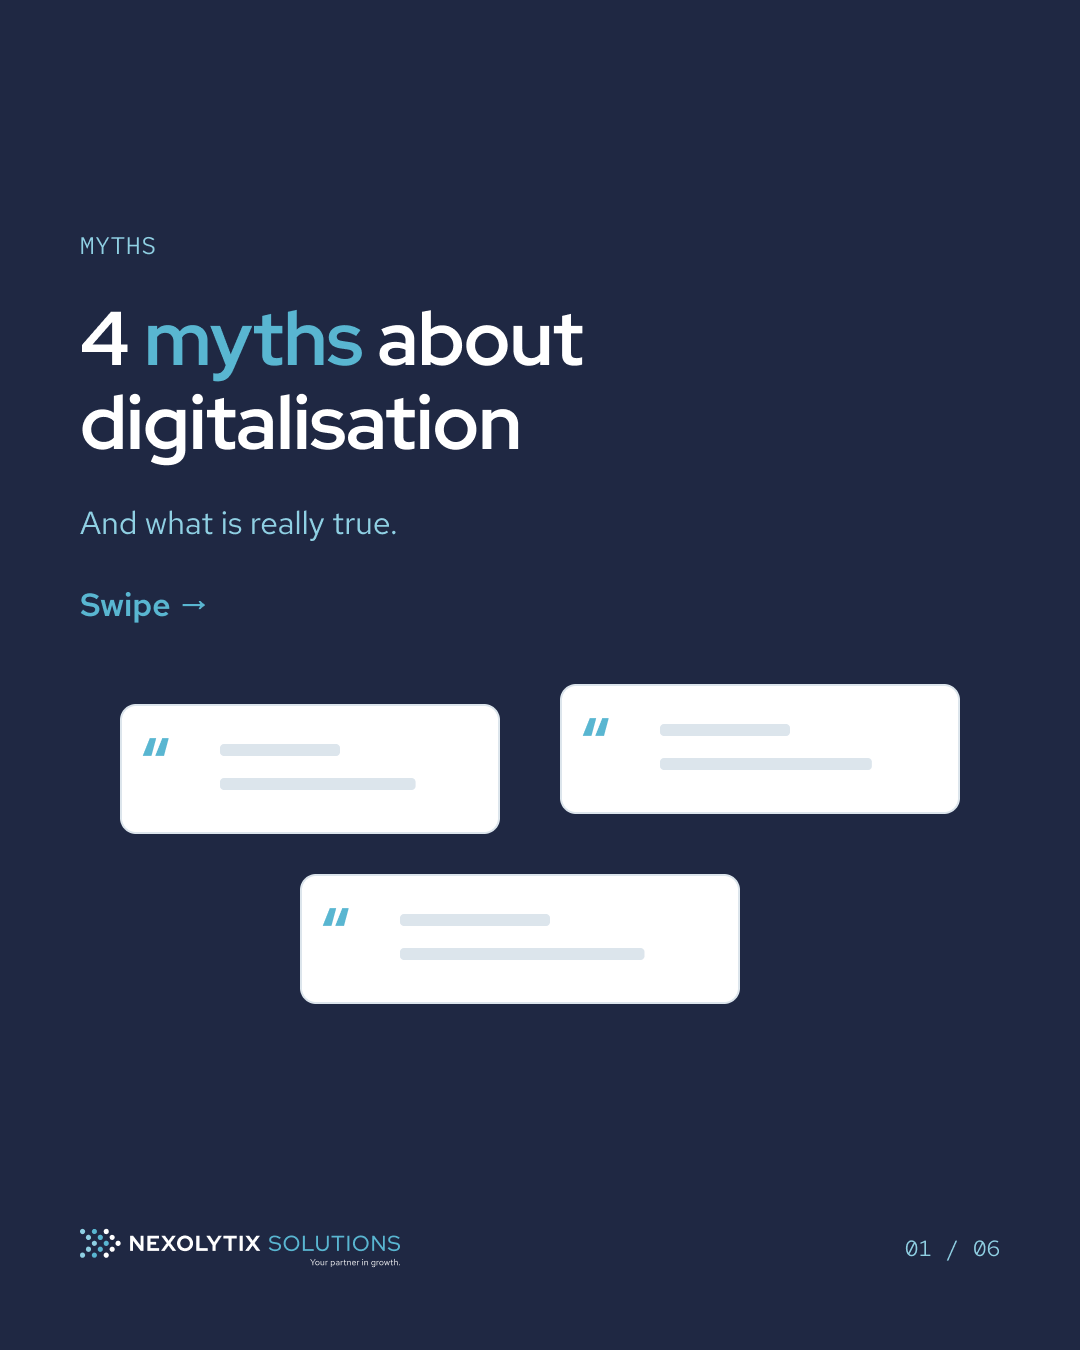 MYTHS
4 myths about
digitalisation
And what is really true.
Swipe →
“
“
“
NEXOLYTIX SOLUTIONS
Your partner in growth.
01 / 06